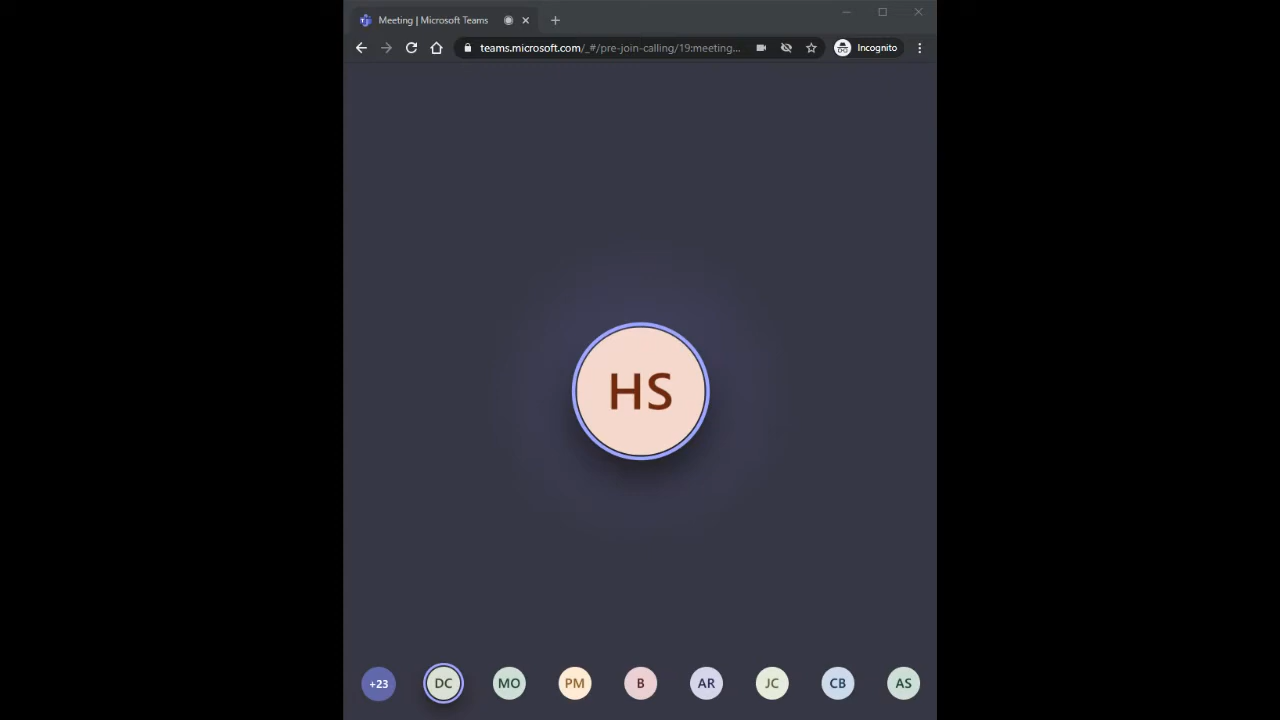 Meeting | Microsoft Teams
teams.microsoft.com/_#/pre-join-calling/19:meeting...
Incognito
HS
+23 DC MO PM B AR JC CB AS